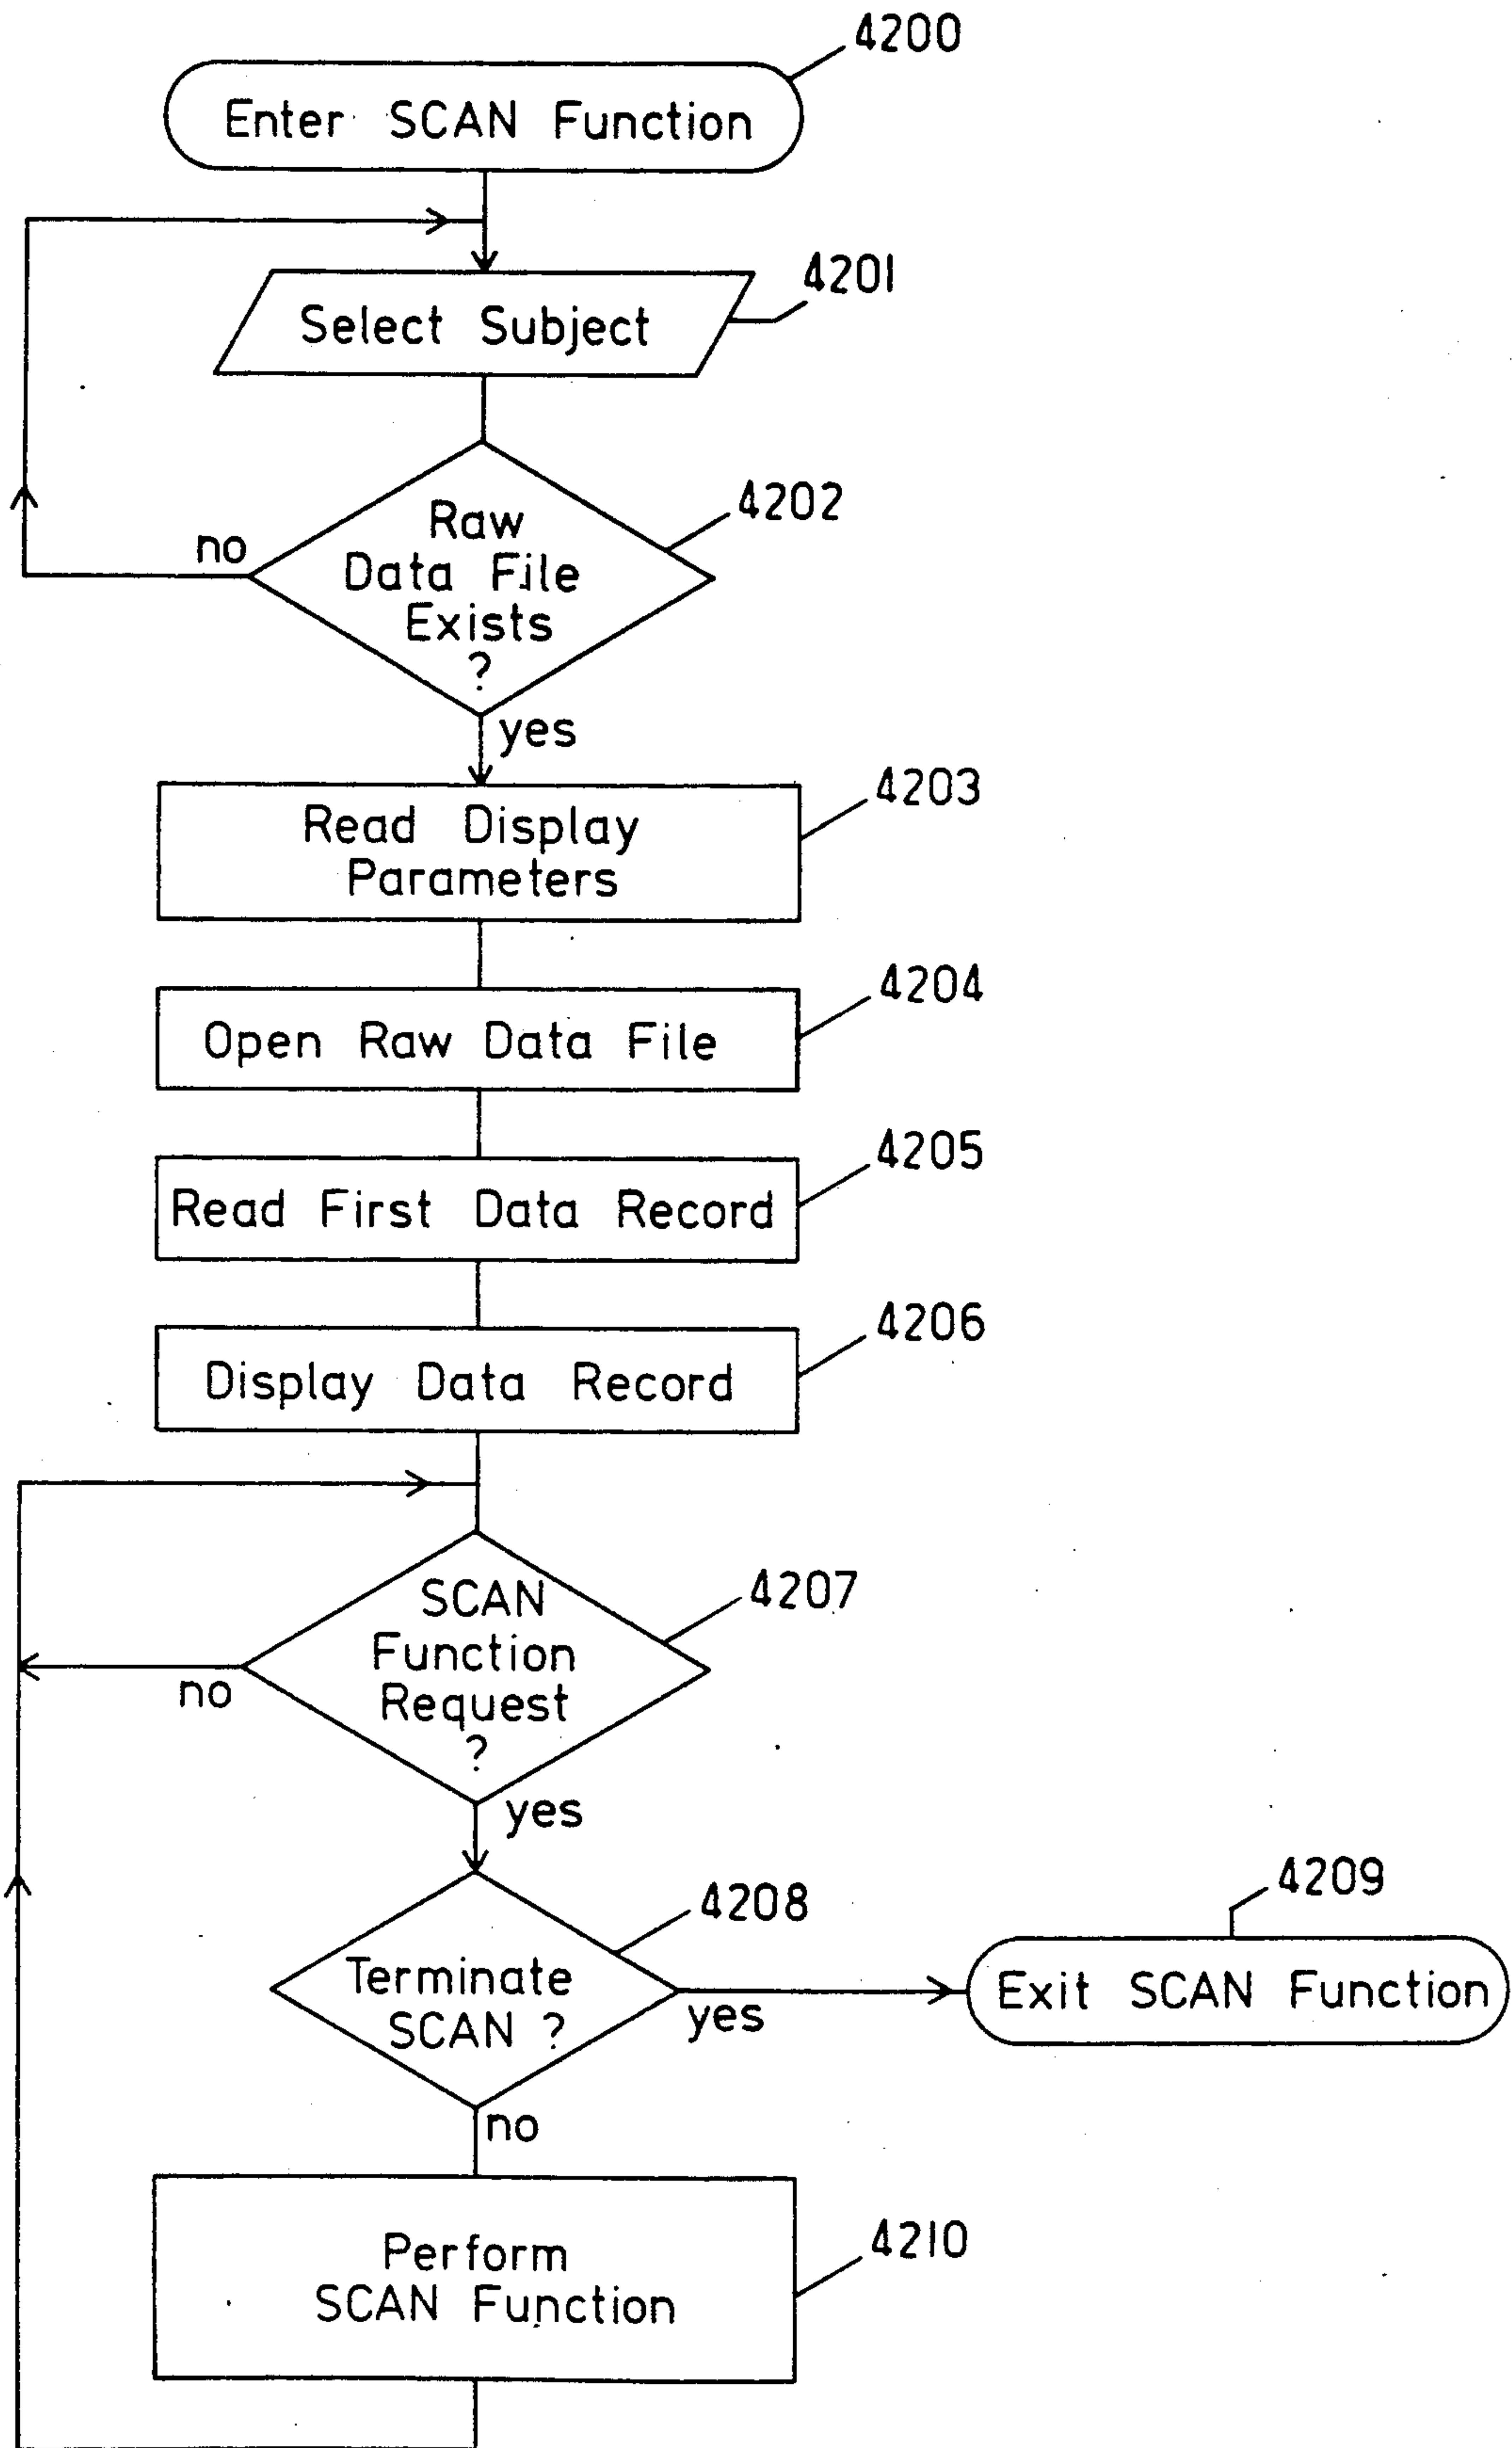 4200
Enter SCAN Function
4201
Select Subject
4202
Raw
Data File
Exists
?
no
yes
4203
Read Display
Parameters
4204
Open Raw Data File
4205
Read First Data Record
4206
Display Data Record
4207
SCAN
Function
Request
?
no
yes
4208
Terminate
SCAN ?
yes
4209
Exit SCAN Function
no
4210
Perform
SCAN Function